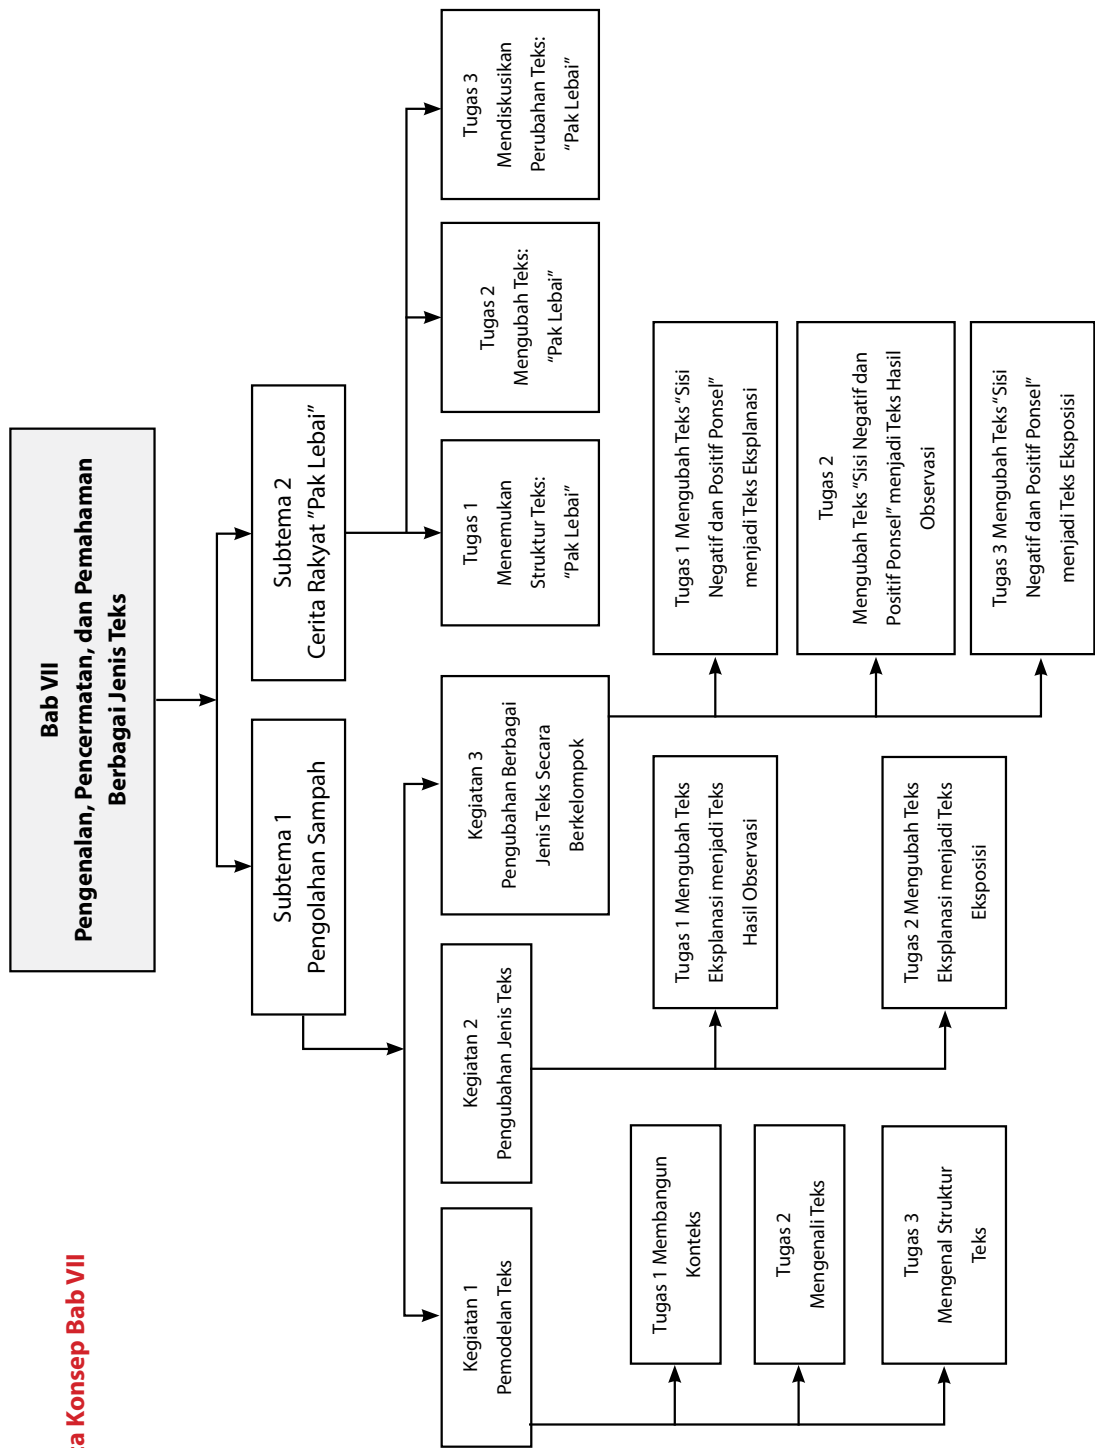 ta Konsep Bab VII
Bab VII
Pengenalan, Pencermatan, dan Pemahaman
Berbagai Jenis Teks
Subtema 1
Pengolahan Sampah
Subtema 2
Cerita Rakyat "Pak Lebai"
Kegiatan 1
Pemodelan Teks
Kegiatan 2
Pengubahan Jenis Teks
Kegiatan 3
Pengubahan Berbagai
Jenis Teks Secara
Berkelompok
Tugas 1
Menemukan
Struktur Teks:
“Pak Lebai”
Tugas 2
Mengubah Teks:
“Pak Lebai”
Tugas 3
Mendiskusikan
Perubahan Teks:
“Pak Lebai”
Tugas 1 Membangun
Konteks
Tugas 2
Mengenali Teks
Tugas 3
Mengenal Struktur
Teks
Tugas 1 Mengubah Teks
Eksplanasi menjadi Teks
Hasil Observasi
Tugas 2 Mengubah Teks
Eksplanasi menjadi Teks
Eksposisi
Tugas 1 Mengubah Teks “Sisi
Negatif dan Positif Ponsel”
menjadi Teks Eksplanasi
Tugas 2
Mengubah Teks “Sisi Negatif dan
Positif Ponsel” menjadi Teks Hasil
Observasi
Tugas 3 Mengubah Teks “Sisi
Negatif dan Positif Ponsel”
menjadi Teks Eksposisi